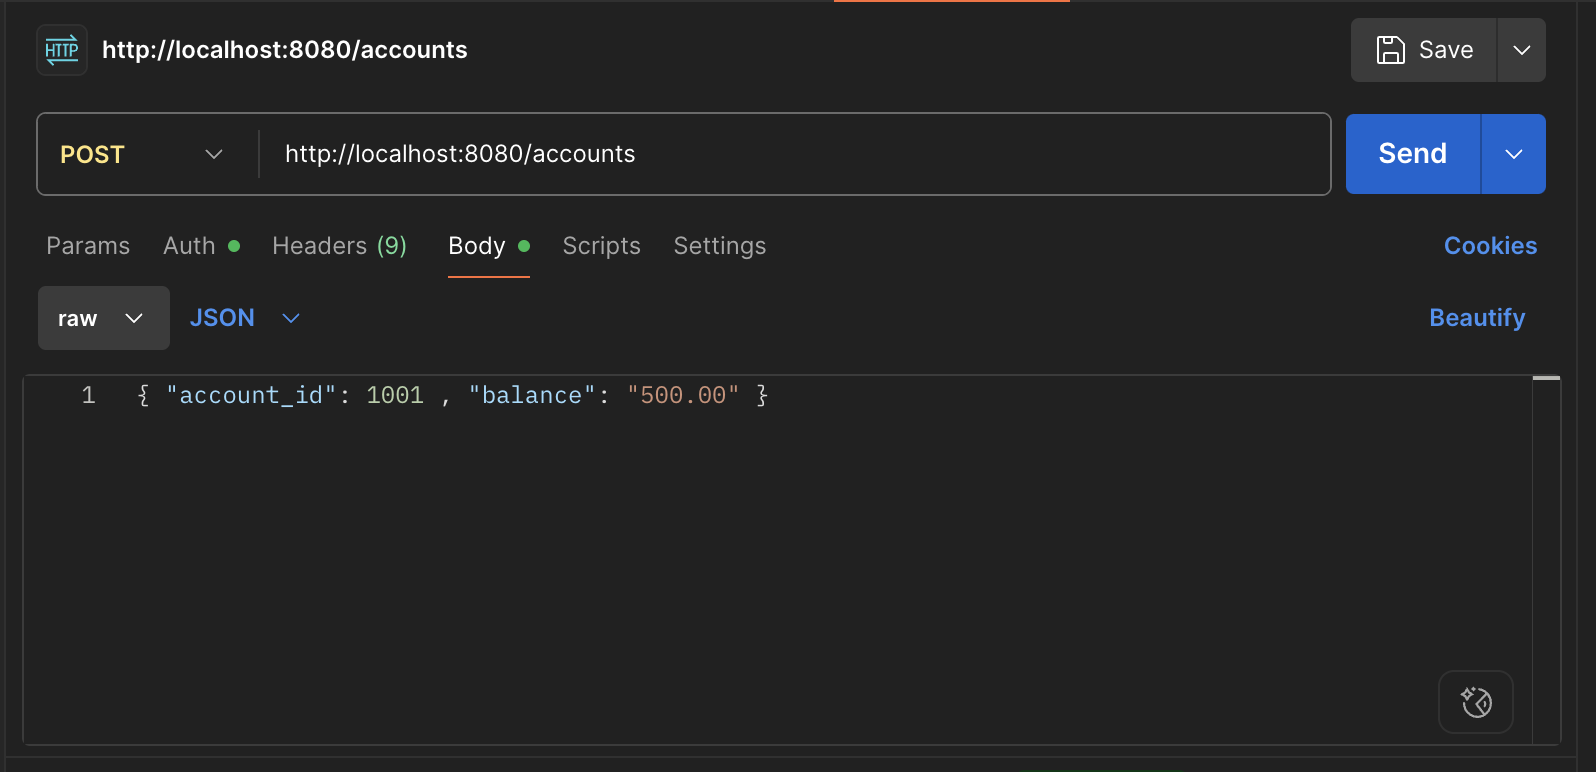 HTTP http://localhost:8080/accounts Save
POST http://localhost:8080/accounts Send
Params Auth Headers (9) Body Scripts Settings Cookies
raw JSON Beautify
1 { "account_id": 1001 , "balance": "500.00" }